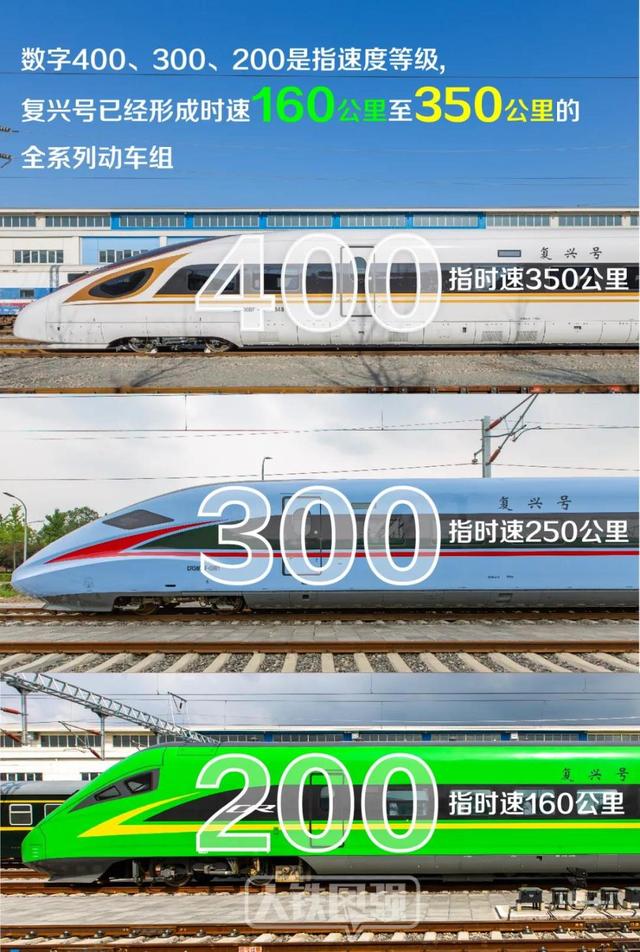 数字400、300、200是指速度等级,
复兴号已经形成时速160公里至350公里的
全系列动车组
复兴号
400
指时速350公里
复兴号
300
指时速250公里
复兴号
200
指时速160公里
CR
人铁图强